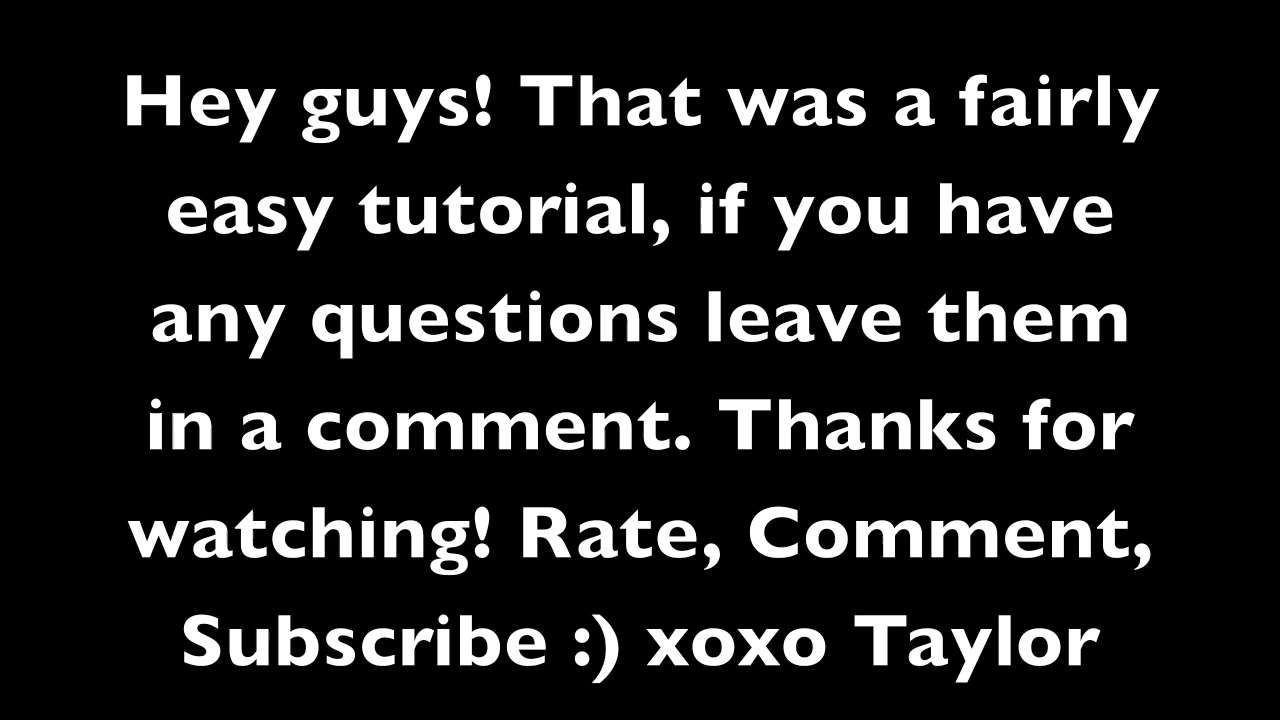 Hey guys! That was a fairly
easy tutorial, if you have
any questions leave them
in a comment. Thanks for
watching! Rate, Comment,
Subscribe :) xoxo Taylor